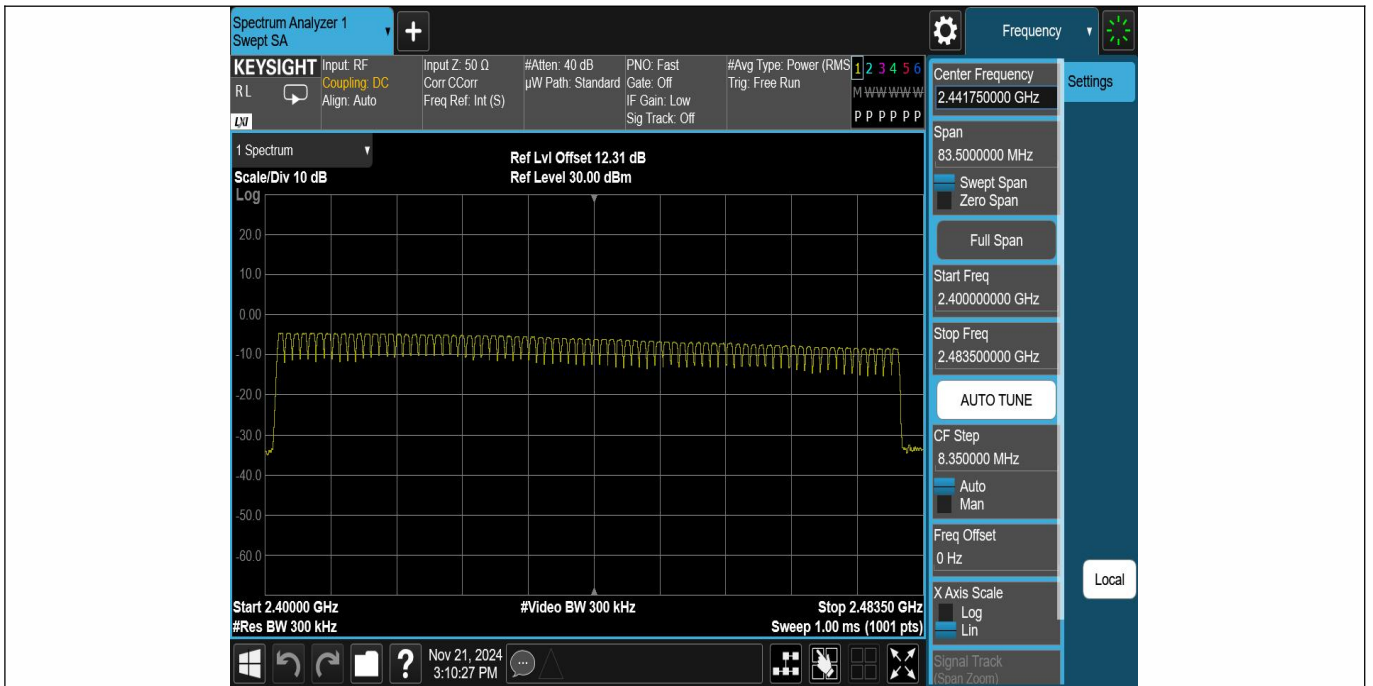 Spectrum Analyzer 1
Swept SA
Frequency
KEYSIGHT
RL
LXI
Input: RF
Coupling: DC
Align: Auto
Input Z: 50 Ω
Corr CCorr
Freq Ref: Int (S)
#Atten: 40 dB
µW Path: Standard
PNO: Fast
Gate: Off
IF Gain: Low
Sig Track: Off
#Avg Type: Power (RMS
Trig: Free Run
1 2 3 4 5 6
M W W W W W
P P P P P P
1 Spectrum
Scale/Div 10 dB
Ref Lvl Offset 12.31 dB
Ref Level 30.00 dBm
Log
20.0
10.0
0.00
-10.0
-20.0
-30.0
-40.0
-50.0
-60.0
Start 2.40000 GHz
#Res BW 300 kHz
#Video BW 300 kHz
Stop 2.48350 GHz
Sweep 1.00 ms (1001 pts)
Center Frequency
2.441750000 GHz
Settings
Span
83.5000000 MHz
Swept Span
Zero Span
Full Span
Start Freq
2.400000000 GHz
Stop Freq
2.483500000 GHz
AUTO TUNE
CF Step
8.350000 MHz
Auto
Man
Freq Offset
0 Hz
X Axis Scale
Log
Lin
Local
Signal Track
(Span Zoom)
?
Nov 21, 2024
3:10:27 PM